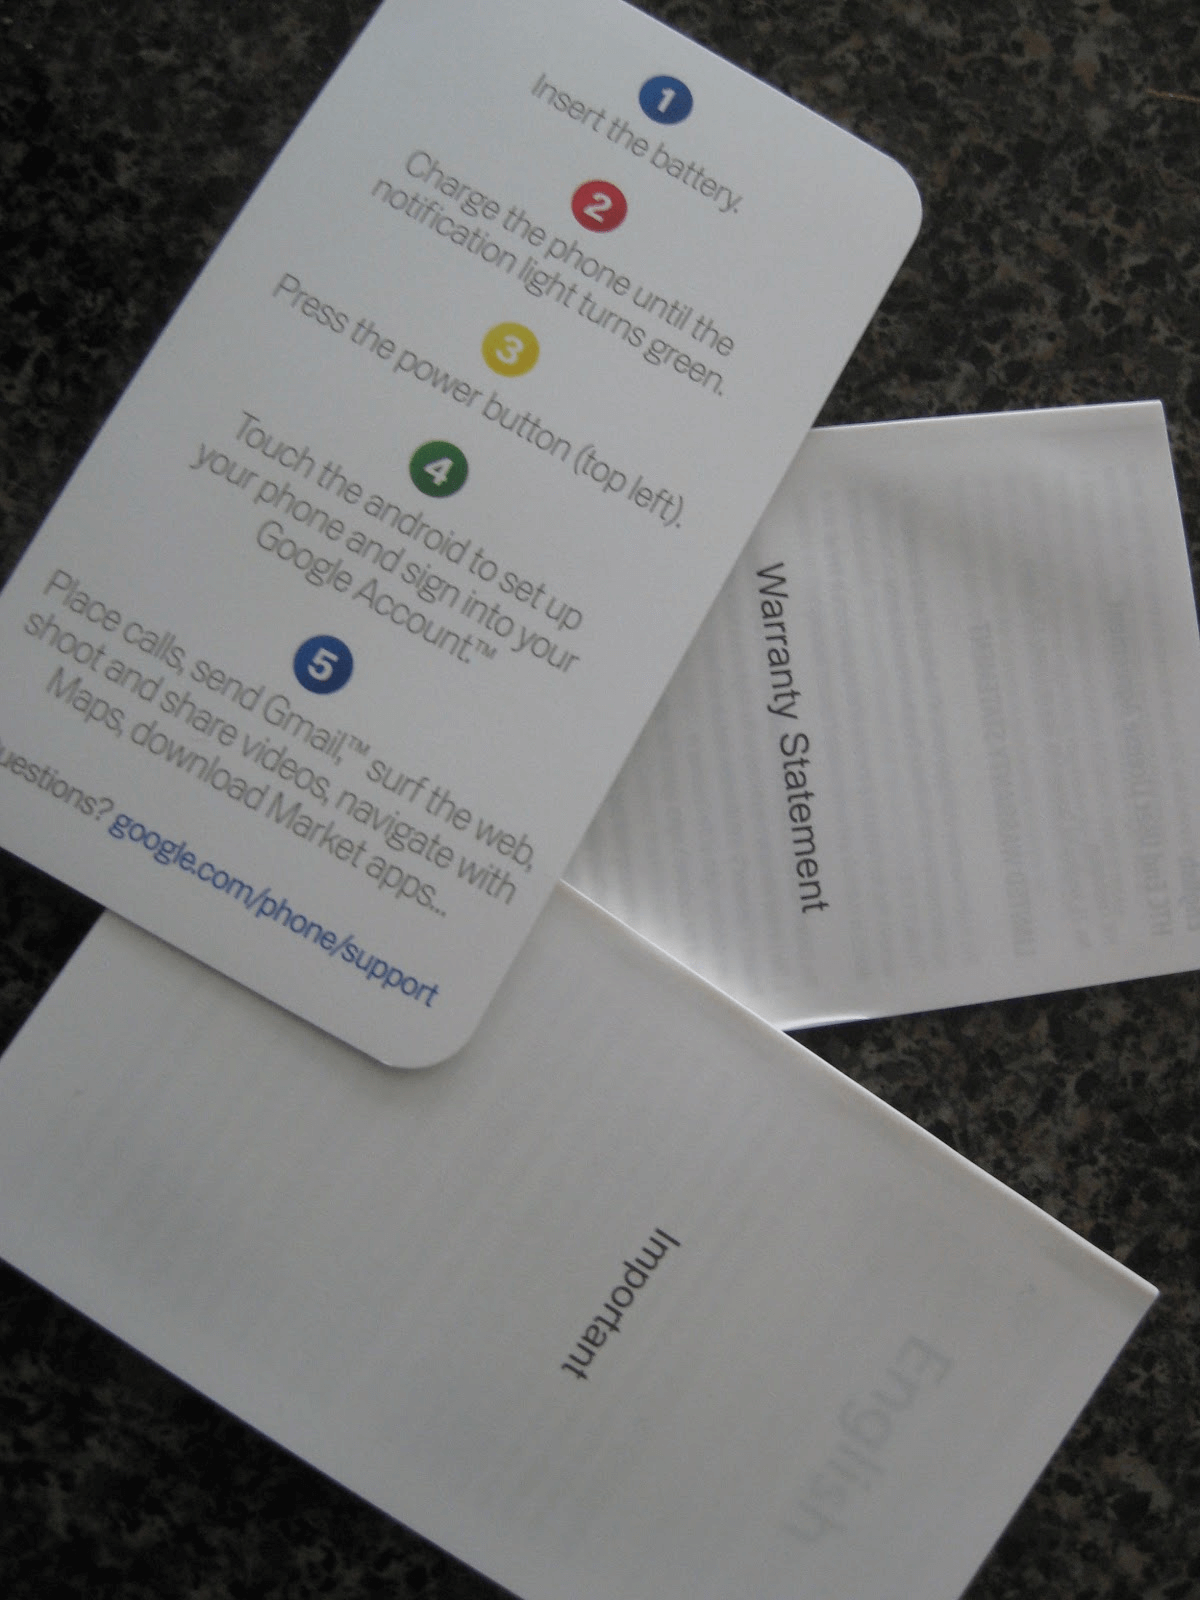 1
Insert the battery.
2
Charge the phone until the
notification light turns green.
3
Press the power button (top left).
4
Touch the android to set up
your phone and sign into your
Google Account.™
5
Place calls, send Gmail,™ surf the web,
shoot and share videos, navigate with
Maps, download Market apps...
uestions? google.com/phone/support
Warranty Statement
Important
English